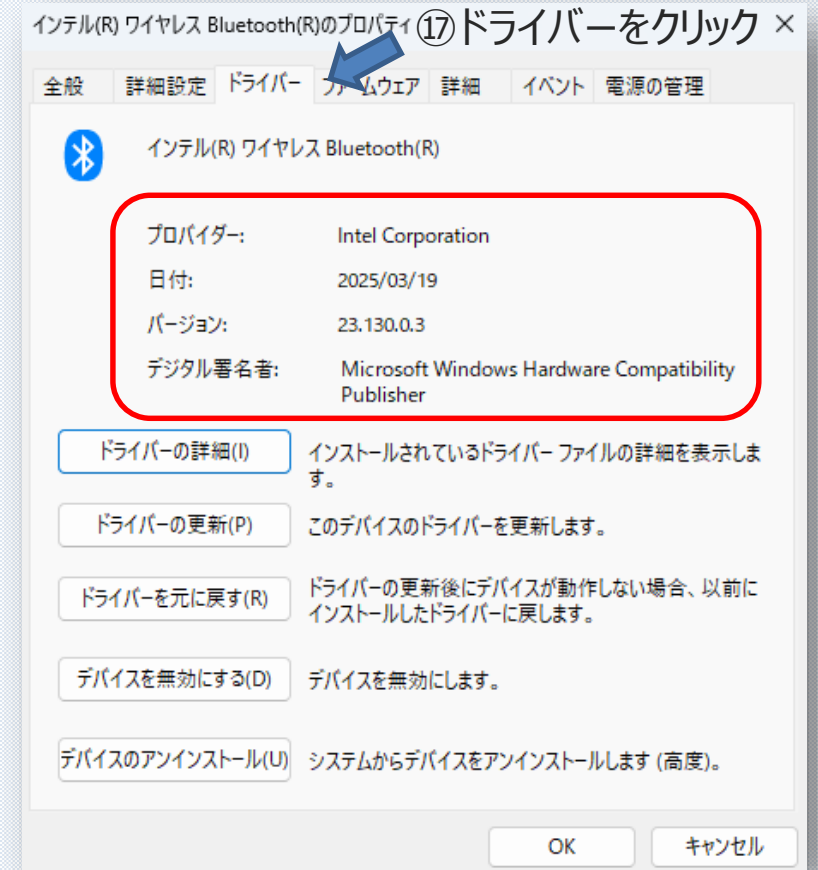 インテル(R) ワイヤレス Bluetooth(R)のプロパティ
⑰ドライバーをクリック
全般 詳細設定 ドライバー ファームウェア 詳細 イベント 電源の管理
インテル(R) ワイヤレス Bluetooth(R)
プロバイダー: Intel Corporation
日付: 2025/03/19
バージョン: 23.130.0.3
デジタル署名者: Microsoft Windows Hardware Compatibility
Publisher
ドライバーの詳細(I) インストールされているドライバー ファイルの詳細を表示しま
す。
ドライバーの更新(P) このデバイスのドライバーを更新します。
ドライバーを元に戻す(R) ドライバーの更新後にデバイスが動作しない場合、以前に
インストールしたドライバーに戻します。
デバイスを無効にする(D) デバイスを無効にします。
デバイスのアンインストール(U) システムからデバイスをアンインストールします (高度)。
OK キャンセル